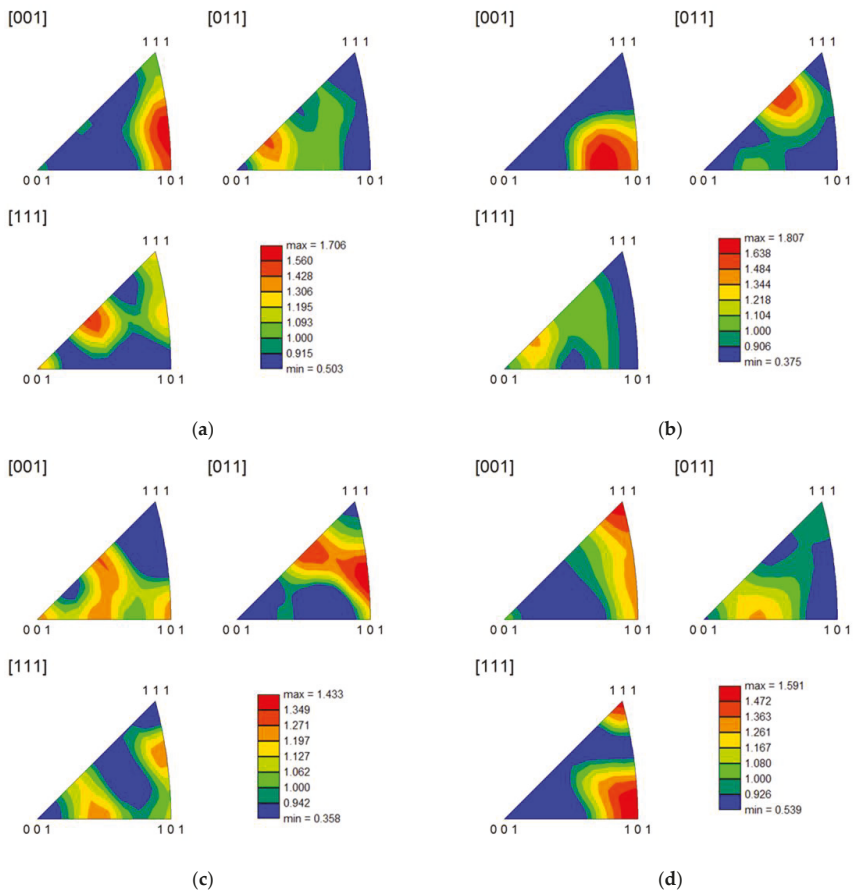 [001]
1 1 1
0 0 1
1 0 1
[011]
1 1 1
0 0 1
1 0 1
[111]
1 1 1
0 0 1
1 0 1
max = 1.706
1.560
1.428
1.306
1.195
1.093
1.000
0.915
min = 0.503
(a)
[001]
1 1 1
0 0 1
1 0 1
[011]
1 1 1
0 0 1
1 0 1
[111]
1 1 1
0 0 1
1 0 1
max = 1.807
1.638
1.484
1.344
1.218
1.104
1.000
0.906
min = 0.375
(b)
[001]
1 1 1
0 0 1
1 0 1
[011]
1 1 1
0 0 1
1 0 1
[111]
1 1 1
0 0 1
1 0 1
max = 1.433
1.349
1.271
1.197
1.127
1.062
1.000
0.942
min = 0.358
(c)
[001]
1 1 1
0 0 1
1 0 1
[011]
1 1 1
0 0 1
1 0 1
[111]
1 1 1
0 0 1
1 0 1
max = 1.591
1.472
1.363
1.261
1.167
1.080
1.000
0.926
min = 0.539
(d)